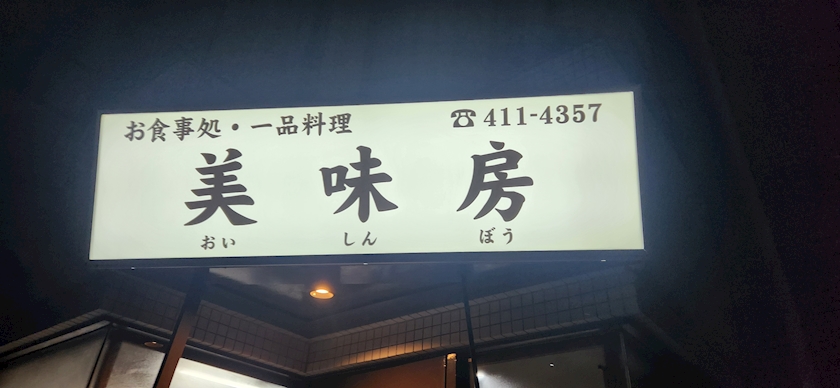 お食事処・一品料理 ☎411-4357
美味房
おい しん ぼう